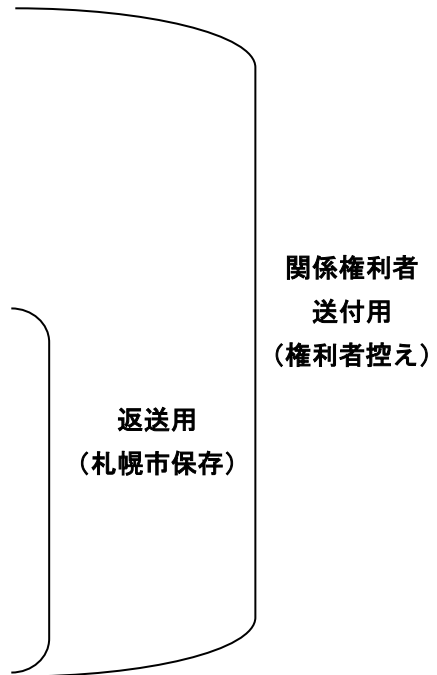 関係権利者
送付用
（権利者控え）
返送用
（札幌市保存）